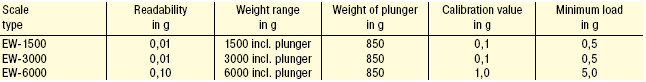 Scale Readability Weight range Weight of plunger Calibration value Minimum load
type in g in g in g in g in g
EW-1500 0,01 1500 incl. plunger 850 0,1 0,5
EW-3000 0,01 3000 incl. plunger 850 0,1 0,5
EW-6000 0,10 6000 incl. plunger 850 1,0 5,0